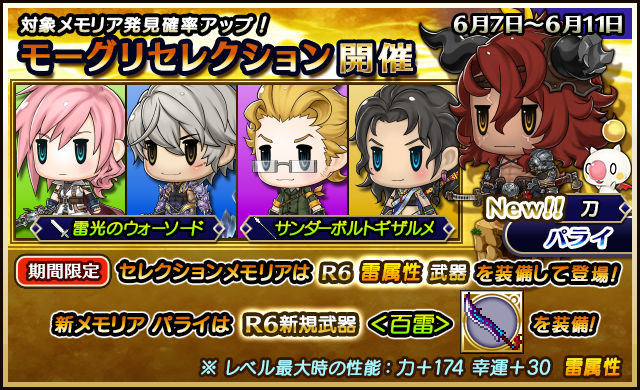 対象メモリア発見確率アップ!
6月7日〜6月11日
モーグリセレクション開催
雷光のウォーソード
サンダーボルトギザルメ
New!! 刀
パライ
期間限定 セレクションメモリアは R6 雷属性 武器 を装備して登場!
新メモリア パライは R6新規武器 <百雷> を装備!
※ レベル最大時の性能:力+174 幸運+30 雷属性